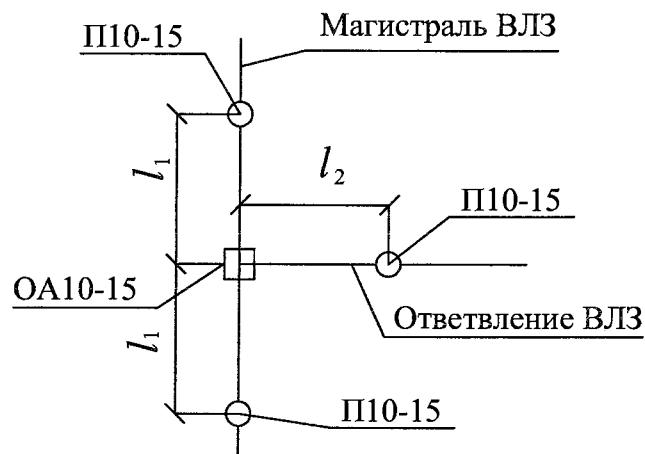 П10-15
Магистраль ВЛЗ
l1
l2
П10-15
ОА10-15
Ответвление ВЛЗ
l1
П10-15